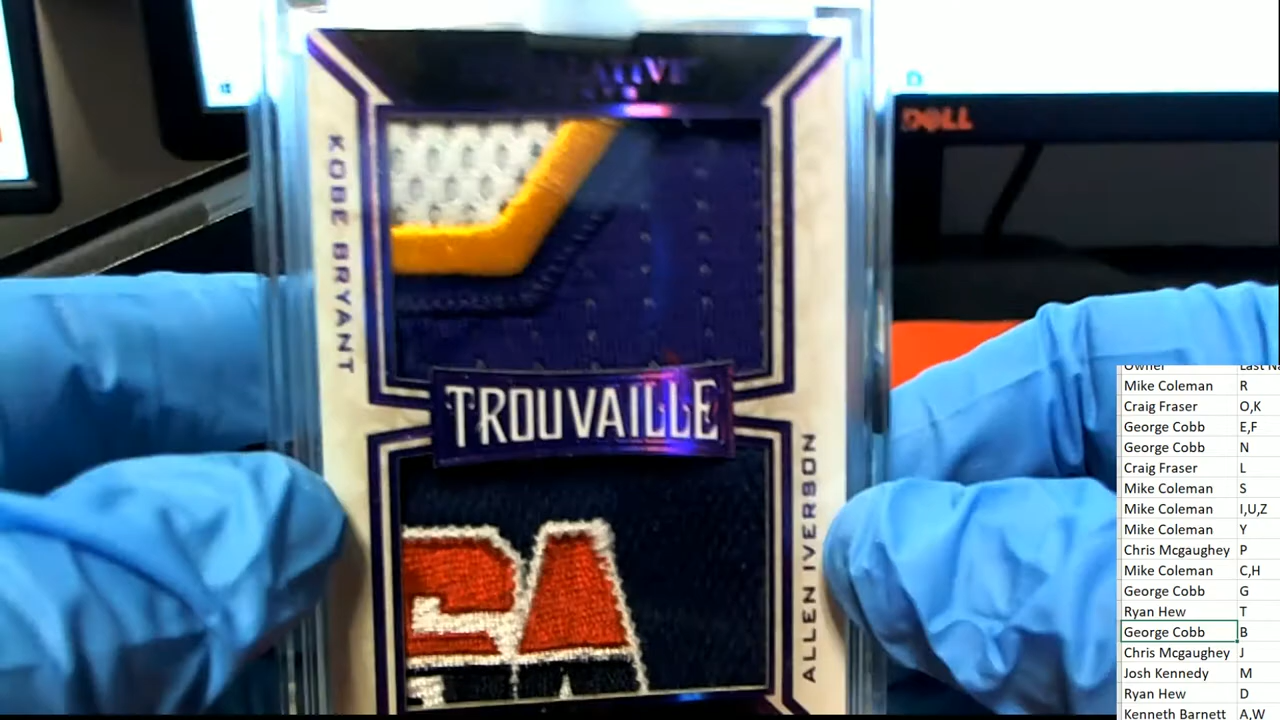 DELL
KOBE BRYANT
TROUVAILLE
ALLEN IVERSON
Owner
Mike Coleman R
Craig Fraser O,K
George Cobb E,F
George Cobb N
Craig Fraser L
Mike Coleman S
Mike Coleman I,U,Z
Mike Coleman Y
Chris Mcgaughey P
Mike Coleman C,H
George Cobb G
Ryan Hew T
George Cobb B
Chris Mcgaughey J
Josh Kennedy M
Ryan Hew D
Kenneth Barnett A,W